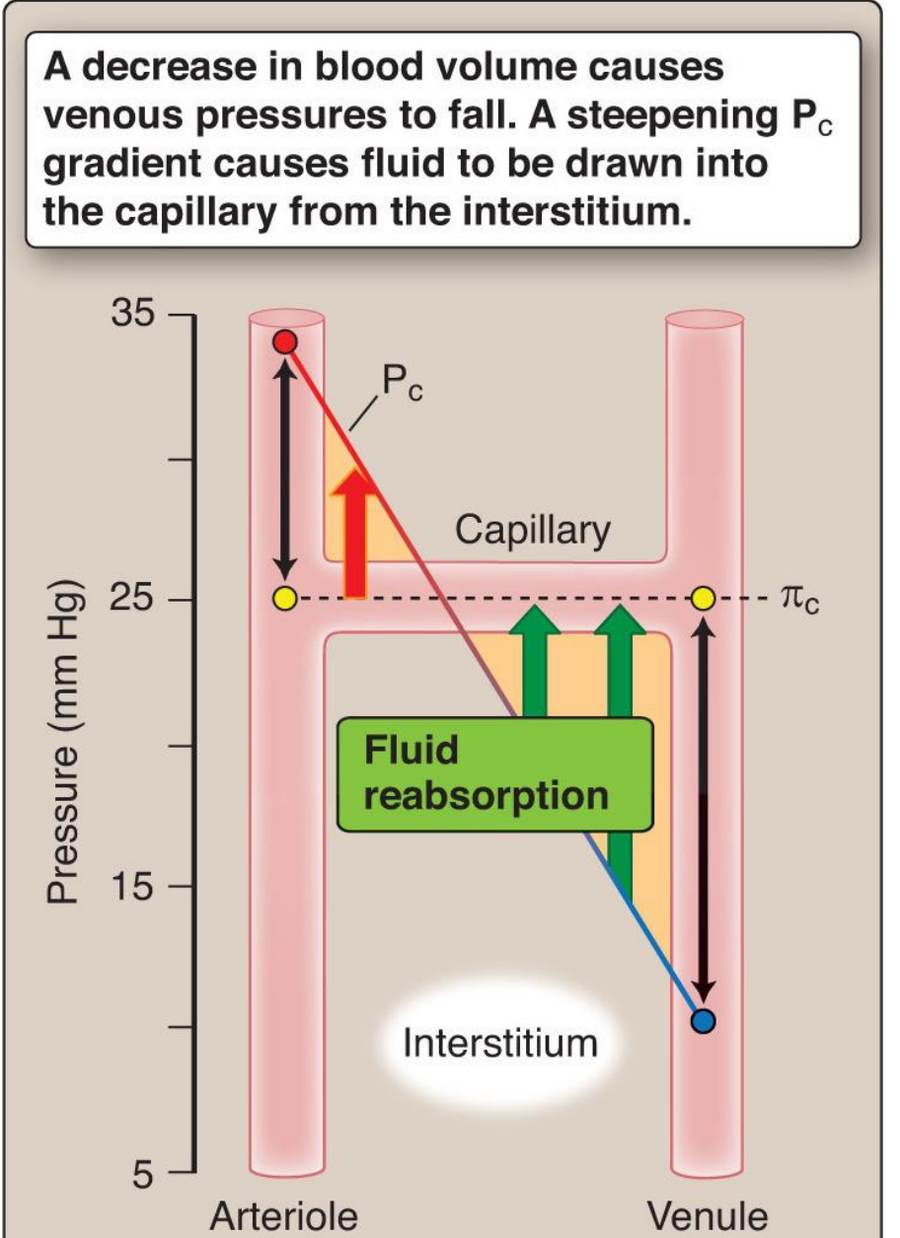 A decrease in blood volume causes
venous pressures to fall. A steepening Pc
gradient causes fluid to be drawn into
the capillary from the interstitium.
35
Pc
Capillary
25
πc
Pressure (mm Hg)
Fluid
reabsorption
15
Interstitium
5
Arteriole
Venule